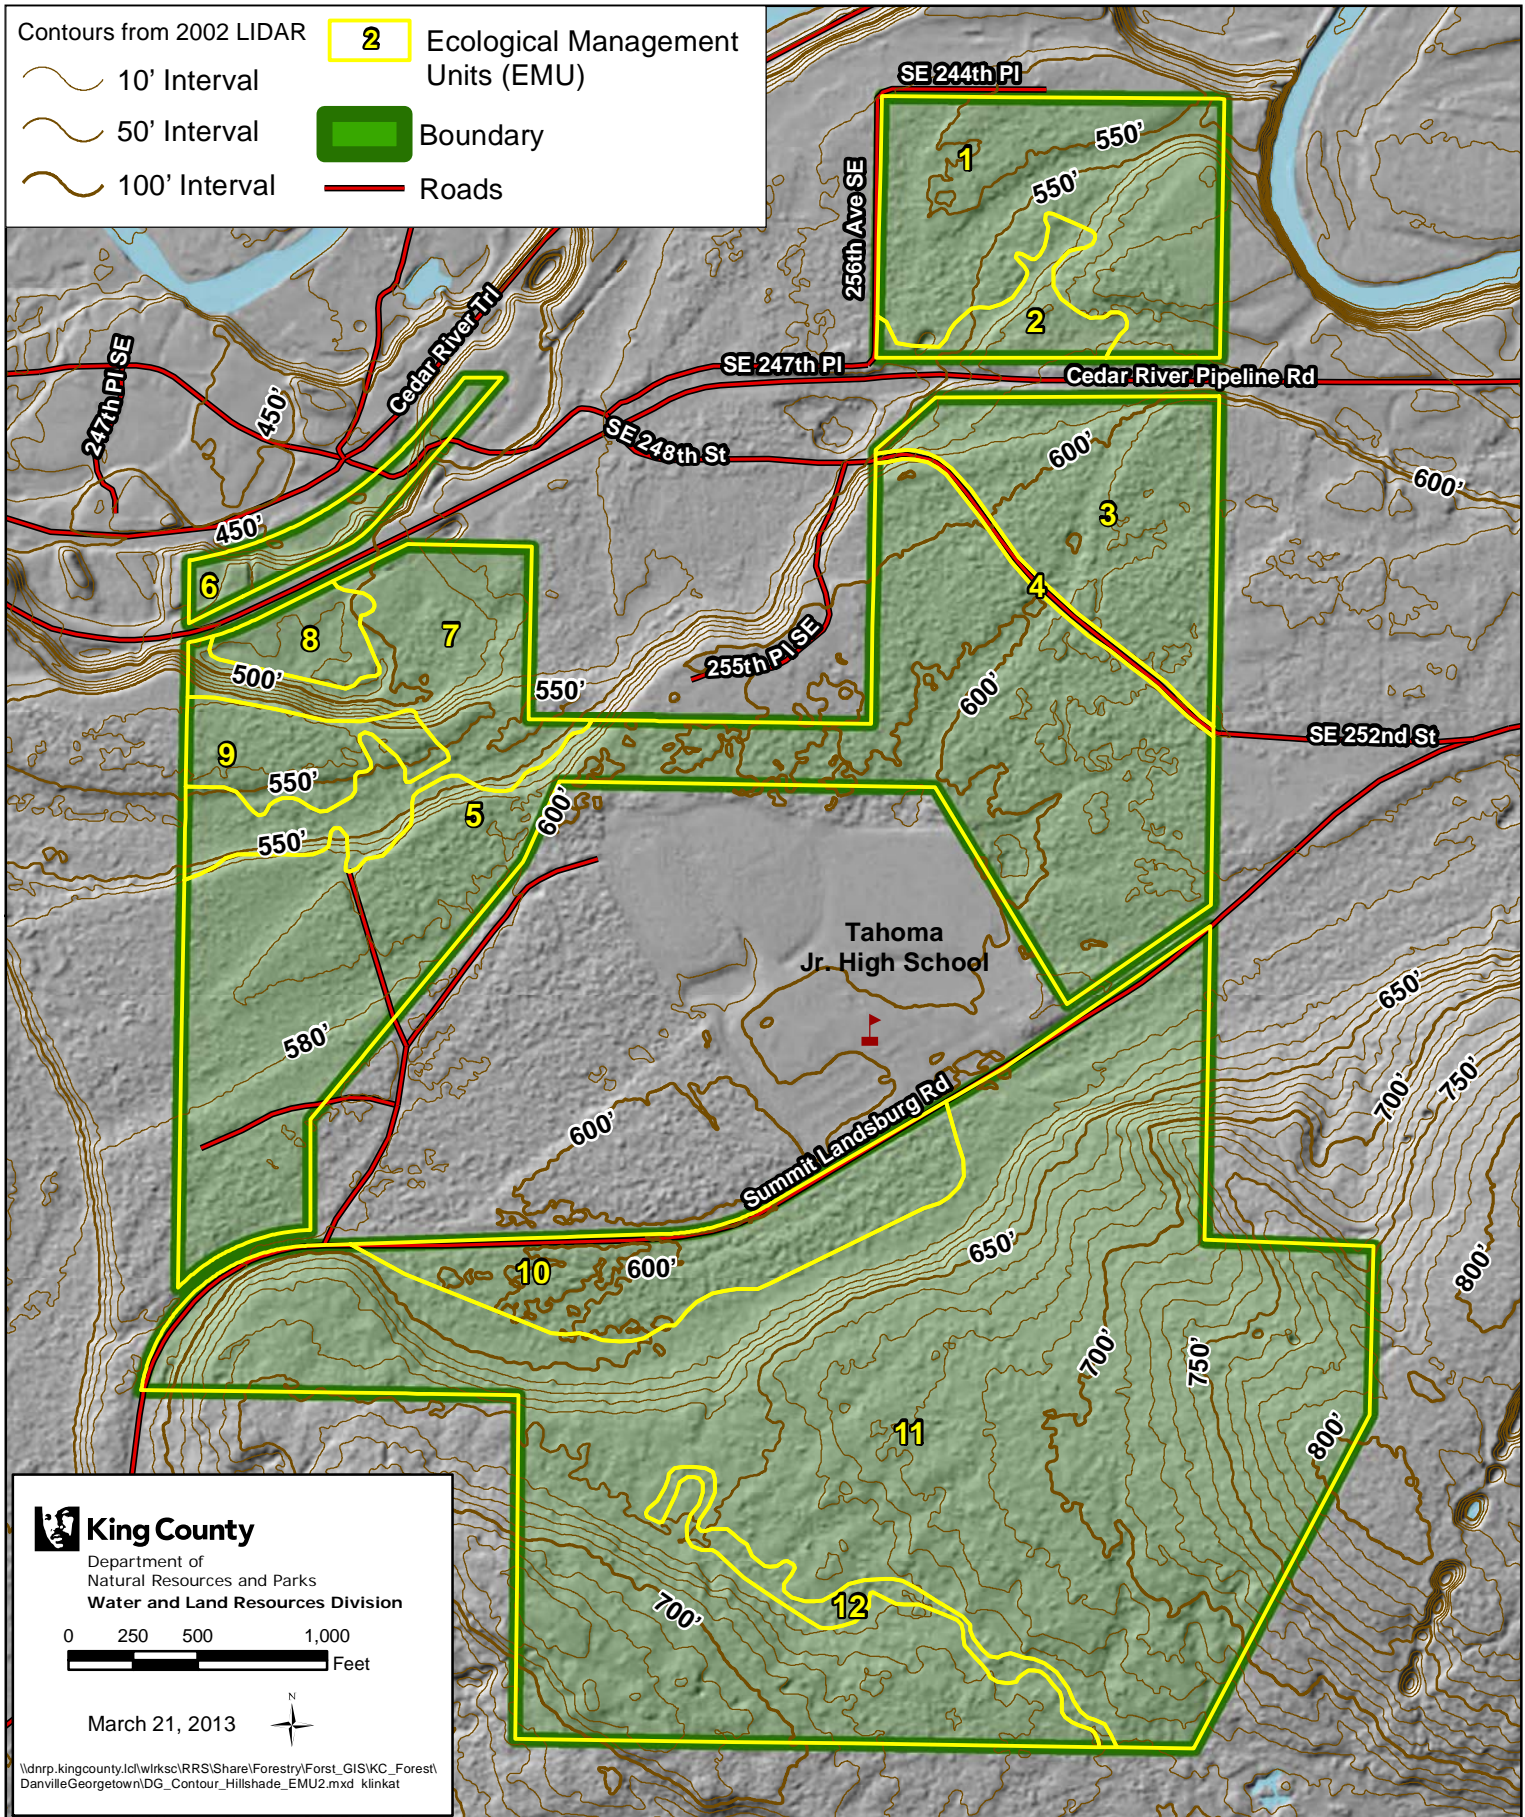 Contours from 2002 LIDAR
10' Interval
50' Interval
100' Interval
2
Ecological Management
Units (EMU)
Boundary
Roads
SE 244th Pl
256th Ave SE
1
550'
550'
2
SE 247th Pl
Cedar River Pipeline Rd
Cedar River Trl
247th Pl SE
450'
SE 248th St
600'
600'
3
450'
6
4
8
7
255th Pl SE
500'
550'
600'
SE 252nd St
9
550'
5
600'
550'
Tahoma
Jr. High School
650'
580'
700'
750'
600'
Summit Landsburg Rd
650'
800'
10
600'
700'
750'
11
800'
12
700'
King County
Department of
Natural Resources and Parks
Water and Land Resources Division
0 250 500 1,000
Feet
N
March 21, 2013
\\dnrp.kingcounty.lcl\wlrksc\RRS\Share\Forestry\Forst_GIS\KC_Forest\
DanvilleGeorgetown\DG_Contour_Hillshade_EMU2.mxd klinkat